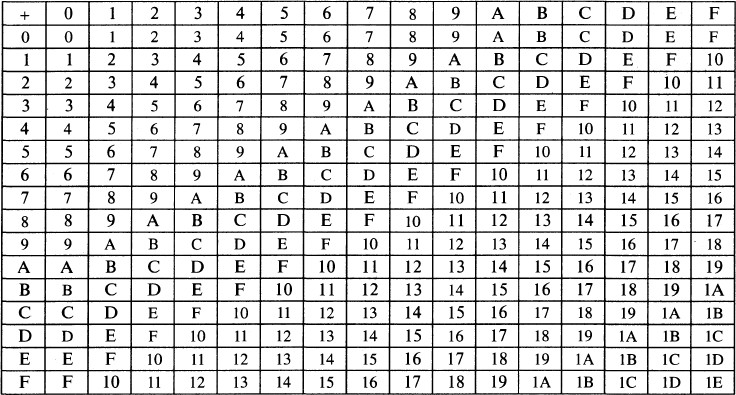 + 0 1 2 3 4 5 6 7 8 9 A B C D E F
0 0 1 2 3 4 5 6 7 8 9 A B C D E F
1 1 2 3 4 5 6 7 8 9 A B C D E F 10
2 2 3 4 5 6 7 8 9 A B C D E F 10 11
3 3 4 5 6 7 8 9 A B C D E F 10 11 12
4 4 5 6 7 8 9 A B C D E F 10 11 12 13
5 5 6 7 8 9 A B C D E F 10 11 12 13 14
6 6 7 8 9 A B C D E F 10 11 12 13 14 15
7 7 8 9 A B C D E F 10 11 12 13 14 15 16
8 8 9 A B C D E F 10 11 12 13 14 15 16 17
9 9 A B C D E F 10 11 12 13 14 15 16 17 18
A A B C D E F 10 11 12 13 14 15 16 17 18 19
B B C D E F 10 11 12 13 14 15 16 17 18 19 1A
C C D E F 10 11 12 13 14 15 16 17 18 19 1A 1B
D D E F 10 11 12 13 14 15 16 17 18 19 1A 1B 1C
E E F 10 11 12 13 14 15 16 17 18 19 1A 1B 1C 1D
F F 10 11 12 13 14 15 16 17 18 19 1A 1B 1C 1D 1E